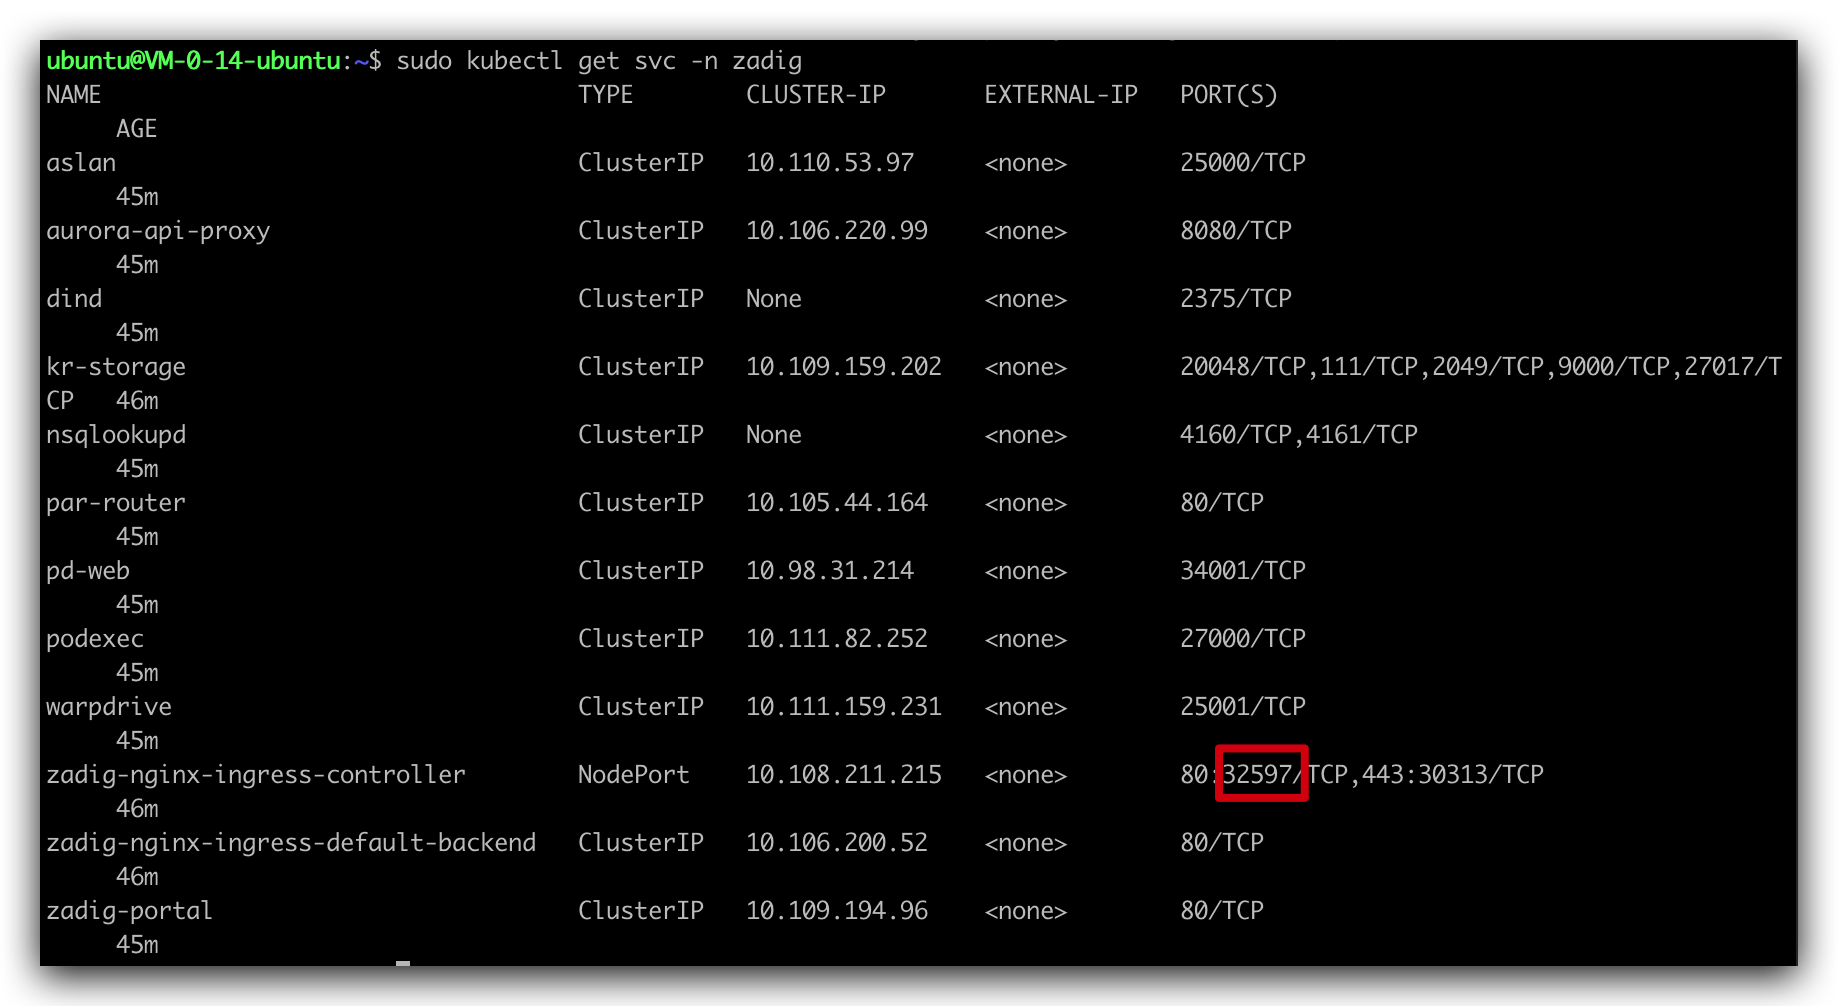 ubuntu@VM-0-14-ubuntu:~$ sudo kubectl get svc -n zadig
NAME                                  TYPE        CLUSTER-IP       EXTERNAL-IP   PORT(S)
     AGE
aslan                                 ClusterIP   10.110.53.97     <none>        25000/TCP
     45m
aurora-api-proxy                      ClusterIP   10.106.220.99    <none>        8080/TCP
     45m
dind                                  ClusterIP   None             <none>        2375/TCP
     45m
kr-storage                            ClusterIP   10.109.159.202   <none>        20048/TCP,111/TCP,2049/TCP,9000/TCP,27017/T
CP   46m
nsqlookupd                            ClusterIP   None             <none>        4160/TCP,4161/TCP
     45m
par-router                            ClusterIP   10.105.44.164    <none>        80/TCP
     45m
pd-web                                ClusterIP   10.98.31.214     <none>        34001/TCP
     45m
podexec                               ClusterIP   10.111.82.252    <none>        27000/TCP
     45m
warpdrive                             ClusterIP   10.111.159.231   <none>        25001/TCP
     45m
zadig-nginx-ingress-controller        NodePort    10.108.211.215   <none>        80:32597/TCP,443:30313/TCP
     46m
zadig-nginx-ingress-default-backend   ClusterIP   10.106.200.52    <none>        80/TCP
     46m
zadig-portal                          ClusterIP   10.109.194.96    <none>        80/TCP
     45m